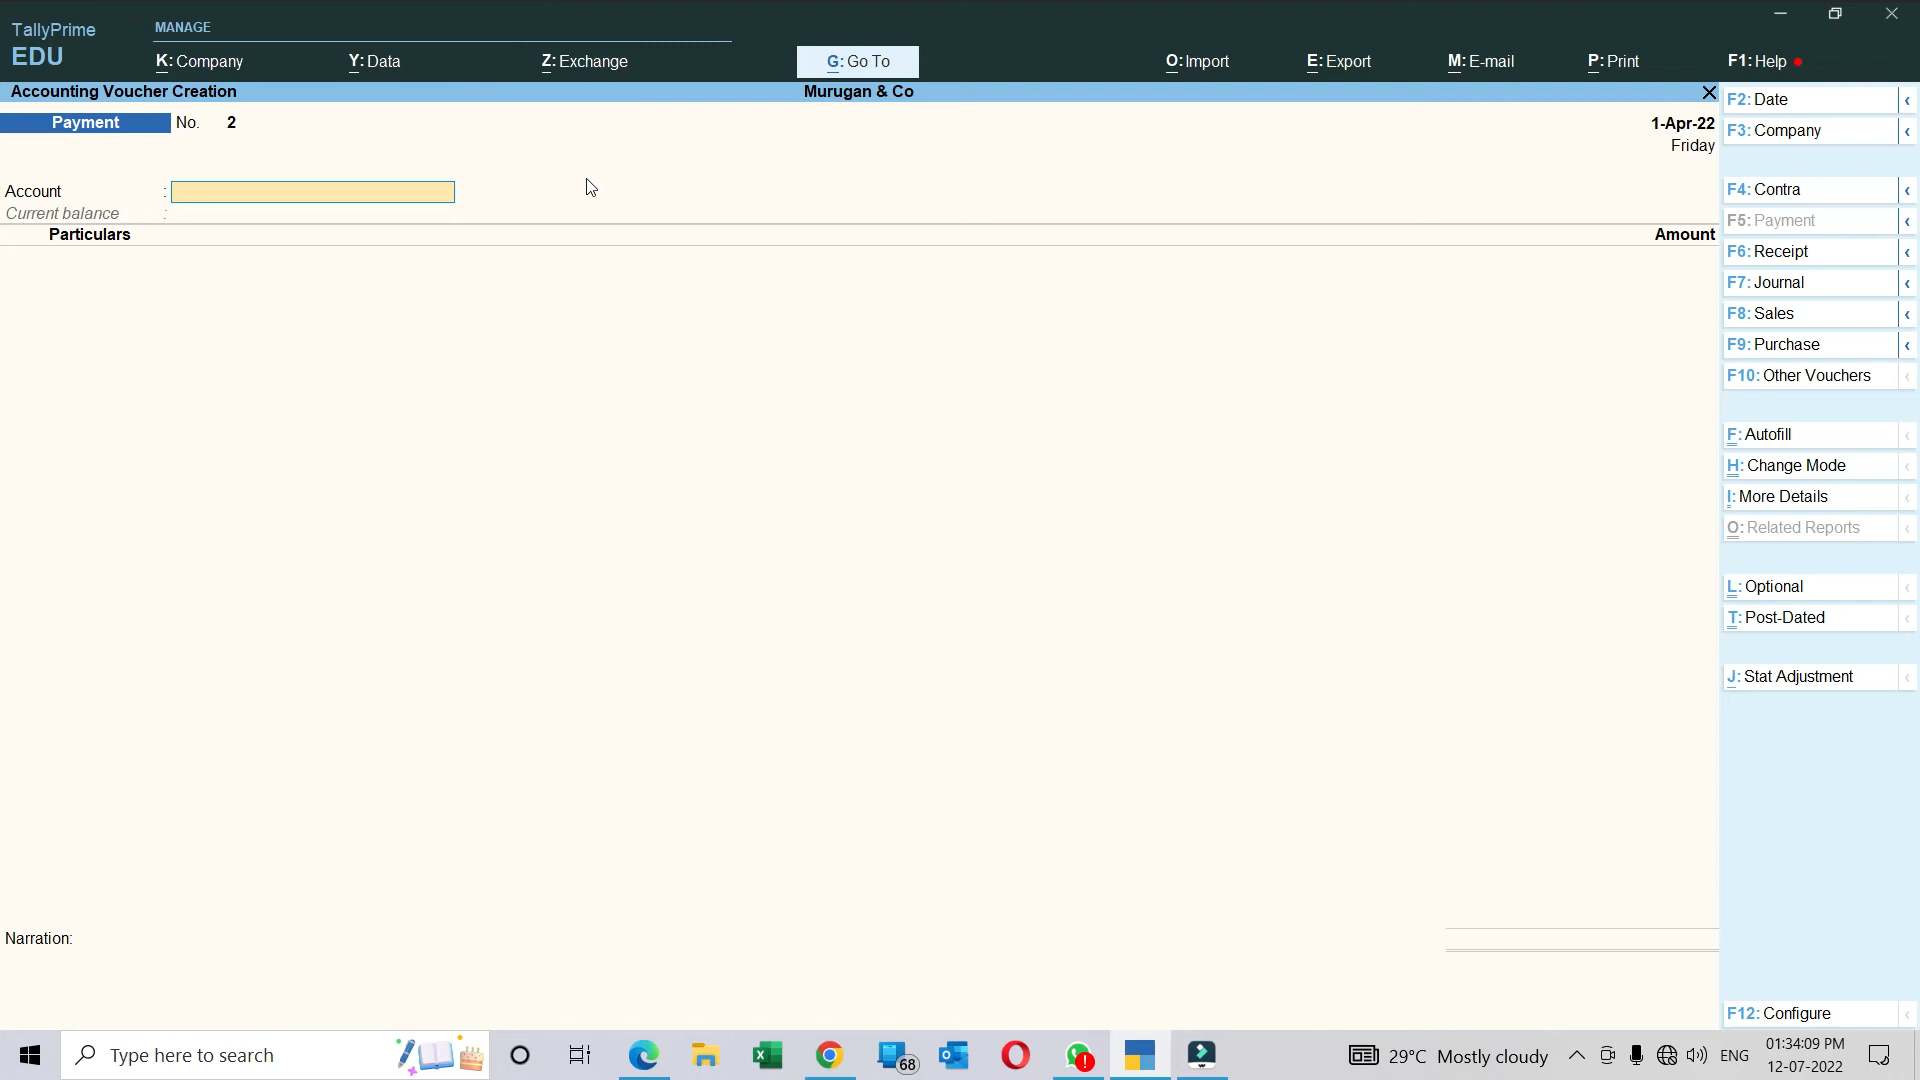 TallyPrime
EDU
MANAGE
K: Company
Y: Data
Z: Exchange
G: Go To
O: Import
E: Export
M: E-mail
P: Print
F1: Help
Accounting Voucher Creation
Murugan & Co
Payment No. 2
1-Apr-22
Friday
Account :
Current balance :
Particulars
Amount
F2: Date
F3: Company
F4: Contra
F5: Payment
F6: Receipt
F7: Journal
F8: Sales
F9: Purchase
F10: Other Vouchers
F: Autofill
H: Change Mode
I: More Details
O: Related Reports
L: Optional
T: Post-Dated
J: Stat Adjustment
Narration:
F12: Configure
Type here to search
68
29°C Mostly cloudy
ENG
01:34:09 PM
12-07-2022